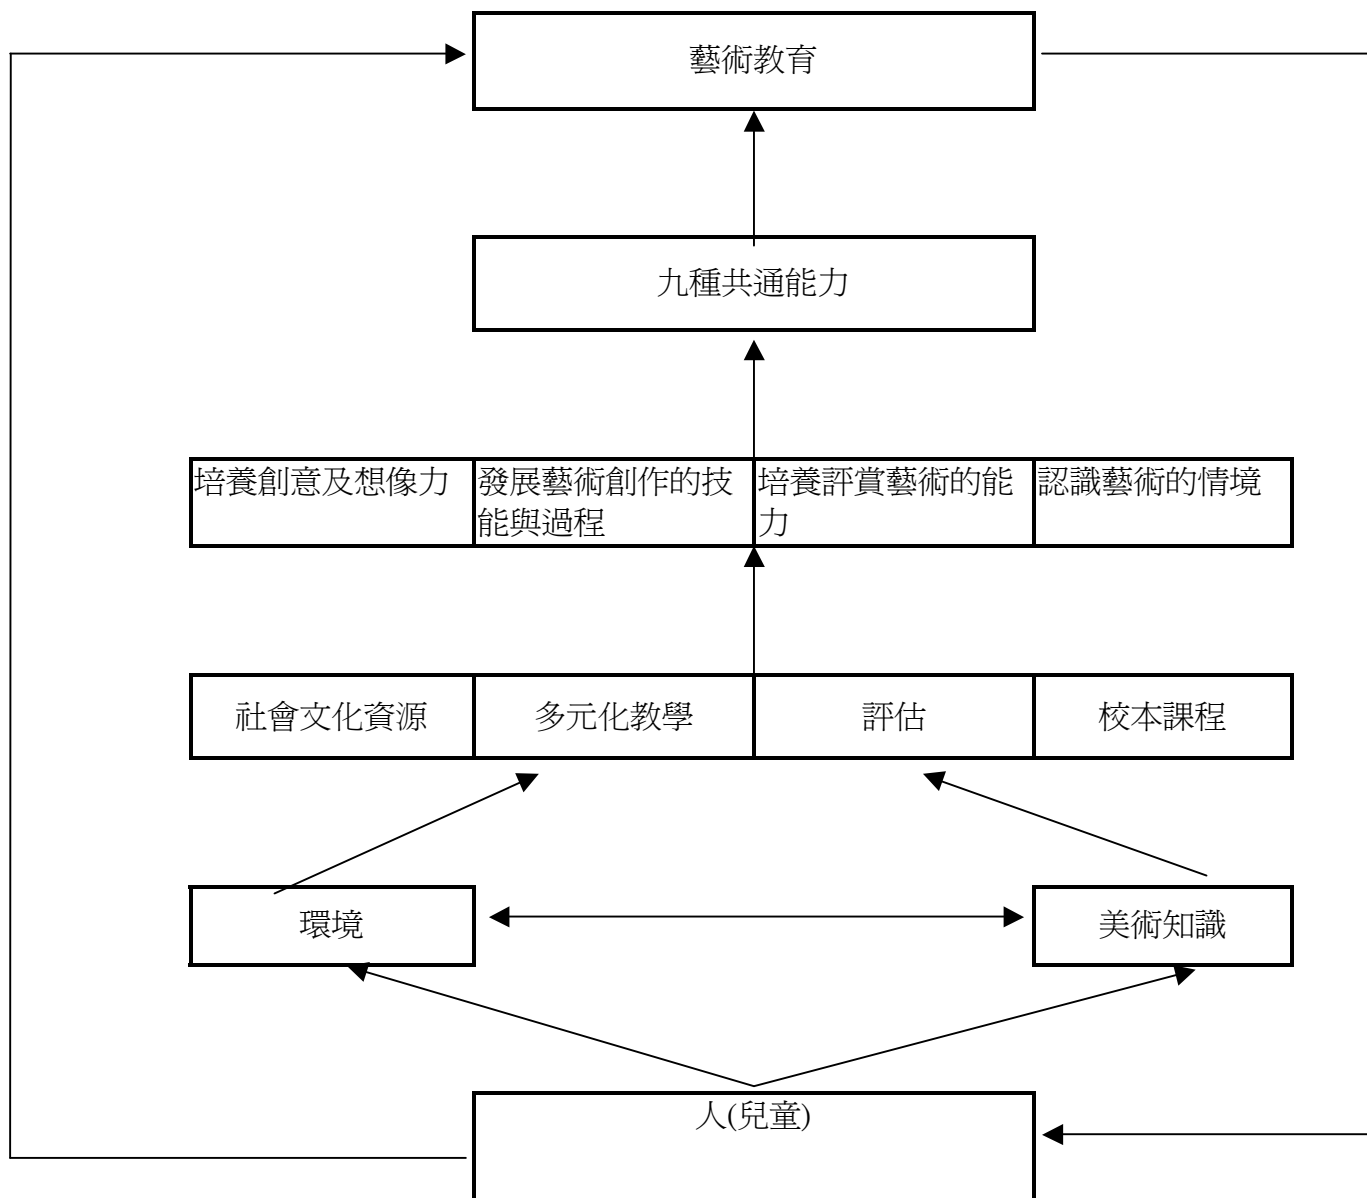 藝術教育
九種共通能力
培養創意及想像力
發展藝術創作的技
能與過程
培養評賞藝術的能
力
認識藝術的情境
社會文化資源
多元化教學
評估
校本課程
環境
美術知識
人(兒童)